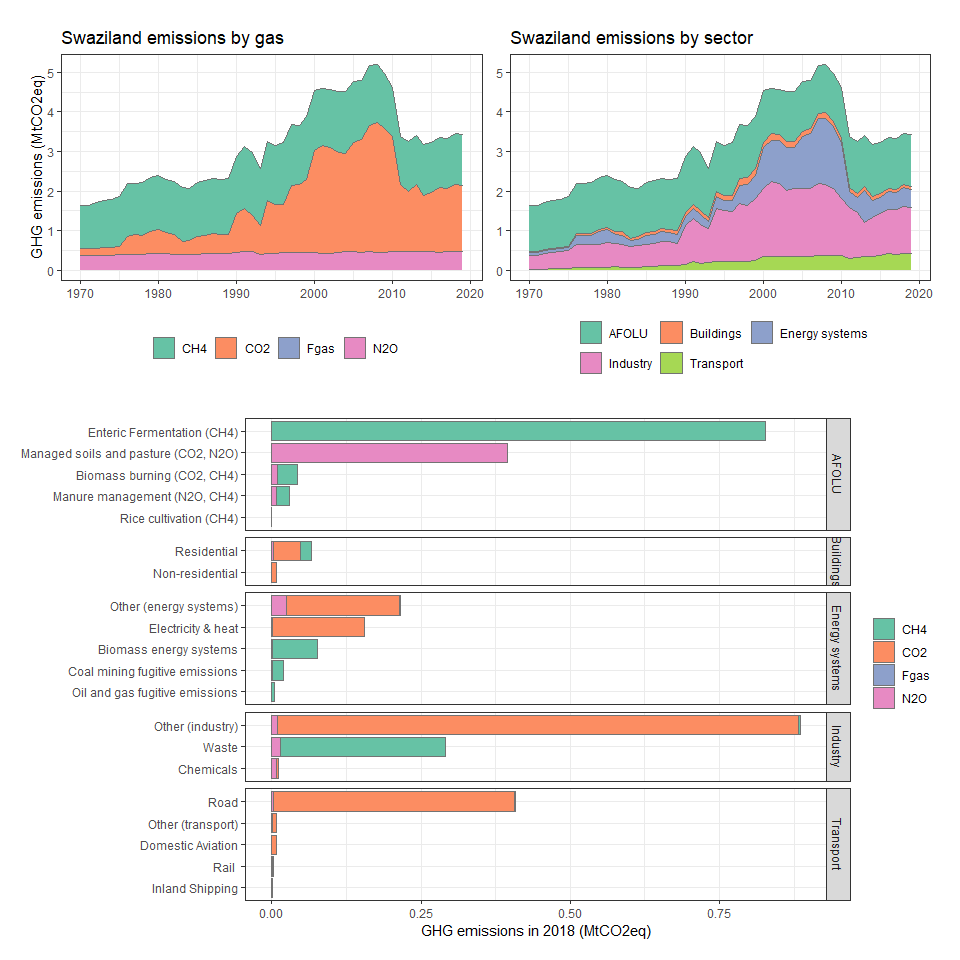 Swaziland emissions by gas
GHG emissions (MtCO2eq)
5
4
3
2
1
0
1970 1980 1990 2000 2010 2020
CH4 CO2 Fgas N2O
Swaziland emissions by sector
5
4
3
2
1
0
1970 1980 1990 2000 2010 2020
AFOLU Buildings Energy systems
Industry Transport
Enteric Fermentation (CH4)
Managed soils and pasture (CO2, N2O)
Biomass burning (CO2, CH4)
Manure management (N2O, CH4)
Rice cultivation (CH4)
AFOLU
Residential
Non-residential
Buildings
Other (energy systems)
Electricity & heat
Biomass energy systems
Coal mining fugitive emissions
Oil and gas fugitive emissions
Energy systems
Other (industry)
Waste
Chemicals
Industry
Road
Other (transport)
Domestic Aviation
Rail
Inland Shipping
Transport
0.00 0.25 0.50 0.75
GHG emissions in 2018 (MtCO2eq)
CH4
CO2
Fgas
N2O